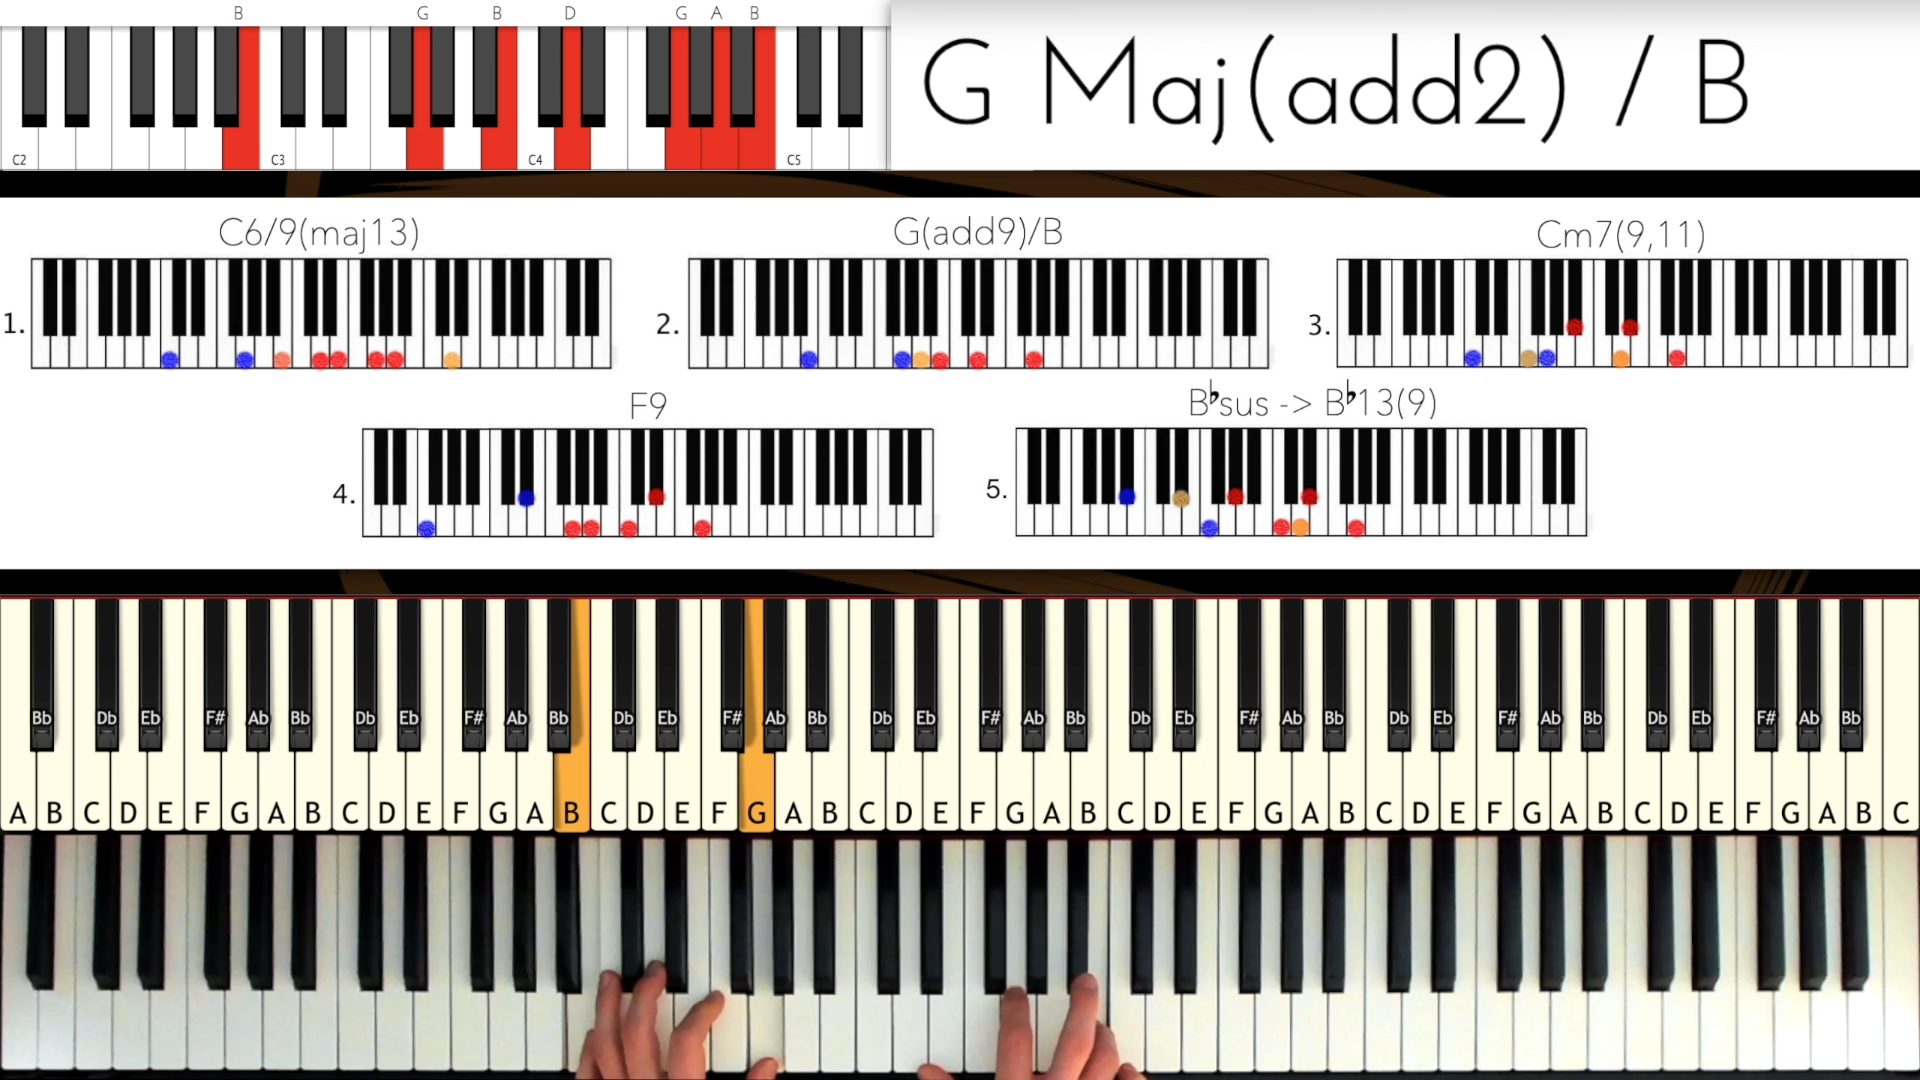 B G B D G A B
G Maj(add2) / B
C2 C3 C4 C5
C6/9(maj13) G(add9)/B Cm7(9,11)
1. 2. 3.
F9 B♭sus -> B♭13(9)
4. 5.
Bb Db Eb F# Ab Bb Db Eb F# Ab Bb Db Eb F# Ab Bb Db Eb F# Ab Bb Db Eb F# Ab Bb Db Eb F# Ab Bb Db Eb F# Ab Bb
A B C D E F G A B C D E F G A B C D E F G A B C D E F G A B C D E F G A B C D E F G A B C D E F G A B C